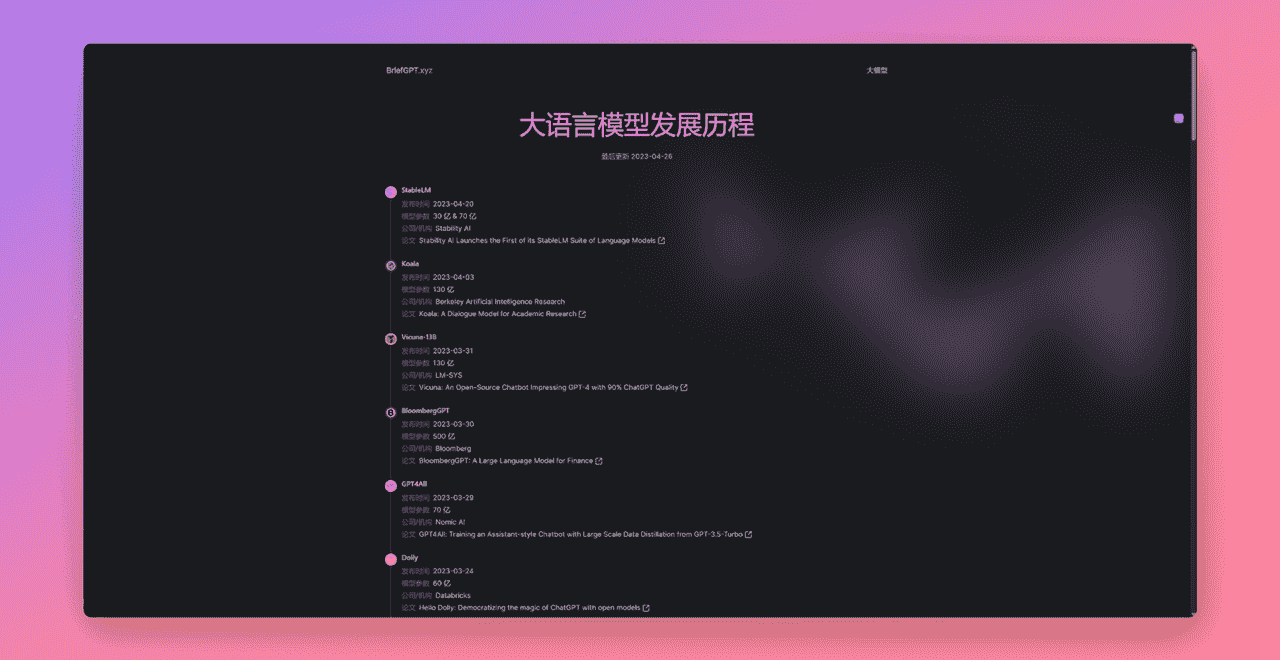 BriefGPT.xyz
大模型
大语言模型发展历程
最后更新 2023-04-26
StableLM
发布时间 2023-04-20
模型参数 30 亿 & 70 亿
公司/机构 Stability AI
论文 Stability AI Launches the First of its StableLM Suite of Language Models
Koala
发布时间 2023-04-03
模型参数 130 亿
公司/机构 Berkeley Artificial Intelligence Research
论文 Koala: A Dialogue Model for Academic Research
Vicuna-13B
发布时间 2023-03-31
模型参数 130 亿
公司/机构 LM-SYS
论文 Vicuna: An Open-Source Chatbot Impressing GPT-4 with 90% ChatGPT Quality
BloombergGPT
发布时间 2023-03-30
模型参数 500 亿
公司/机构 Bloomberg
论文 BloombergGPT: A Large Language Model for Finance
GPT4All
发布时间 2023-03-29
模型参数 70 亿
公司/机构 Nomic AI
论文 GPT4All: Training an Assistant-style Chatbot with Large Scale Data Distillation from GPT-3.5-Turbo
Dolly
发布时间 2023-03-24
模型参数 60 亿
公司/机构 Databricks
论文 Hello Dolly: Democratizing the magic of ChatGPT with open models